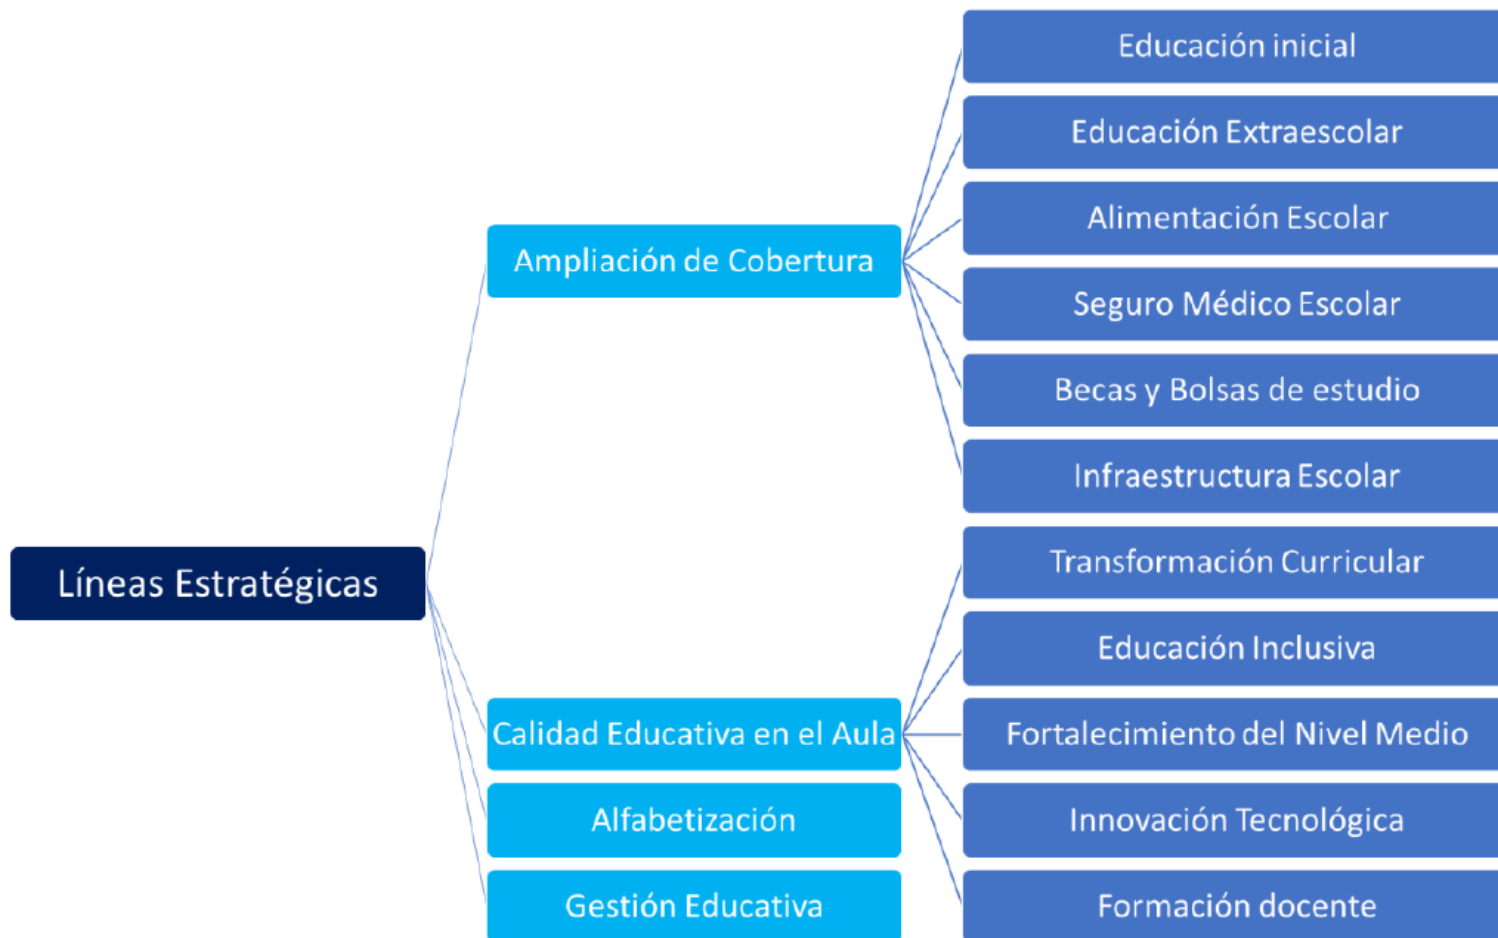 Líneas Estratégicas
Ampliación de Cobertura
Educación inicial
Educación Extraescolar
Alimentación Escolar
Seguro Médico Escolar
Becas y Bolsas de estudio
Infraestructura Escolar
Calidad Educativa en el Aula
Transformación Curricular
Educación Inclusiva
Fortalecimiento del Nivel Medio
Innovación Tecnológica
Formación docente
Alfabetización
Gestión Educativa